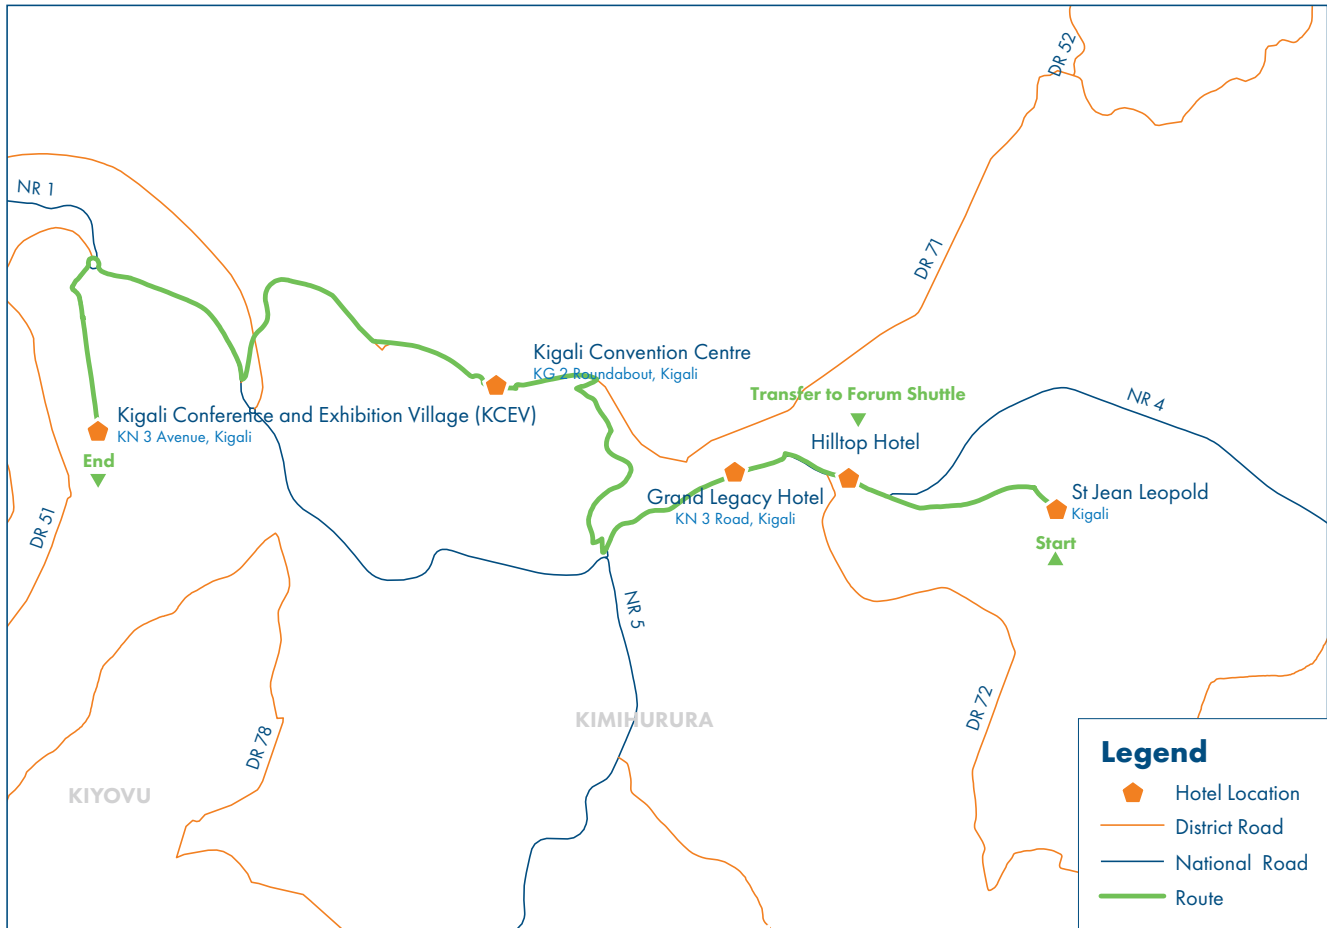 DR 52
NR 1
DR 71
Kigali Convention Centre
KG 2 Roundabout, Kigali
Transfer to Forum Shuttle
NR 4
Kigali Conference and Exhibition Village (KCEV)
KN 3 Avenue, Kigali
End
Hilltop Hotel
Grand Legacy Hotel
KN 3 Road, Kigali
St Jean Leopold
Kigali
Start
DR 51
NR 5
KIMIHURURA
DR 72
DR 78
KIYOVU
Legend
Hotel Location
District Road
National Road
Route